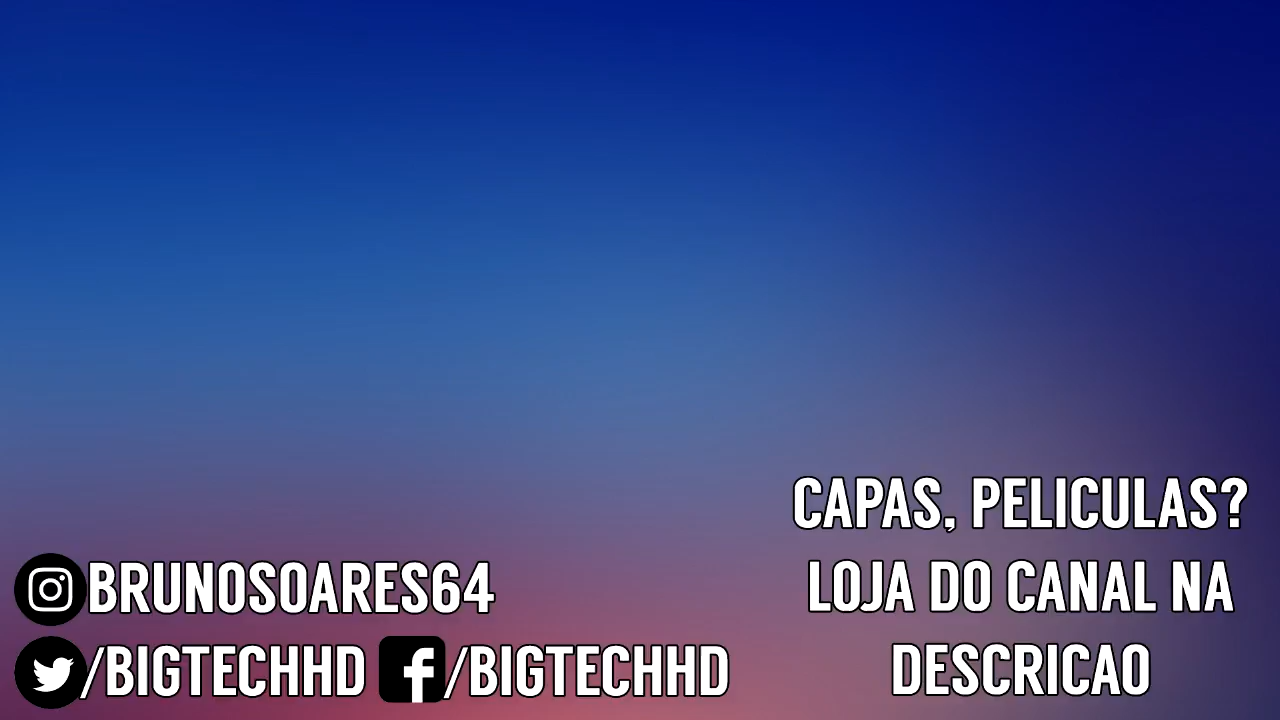 CAPAS, PELICULAS?
LOJA DO CANAL NA
DESCRICAO
BRUNOSOARES64
/BIGTECHHD /BIGTECHHD